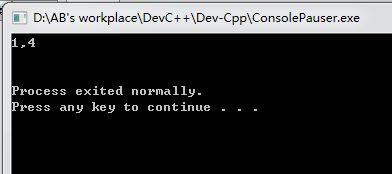 D:\AB's workplace\DevC++\Dev-Cpp\ConsolePauser.exe
1,4
Process exited normally.
Press any key to continue . . .